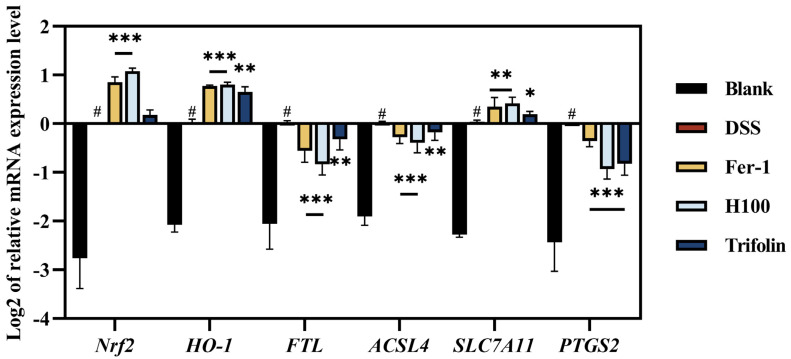 Log2 of relative mRNA expression level
2
1
0
-1
-2
-3
-4
# *** # *** ** # *** ** # *** ** # ** * # ***
Nrf2 HO-1 FTL ACSL4 SLC7A11 PTGS2
Blank
DSS
Fer-1
H100
Trifolin